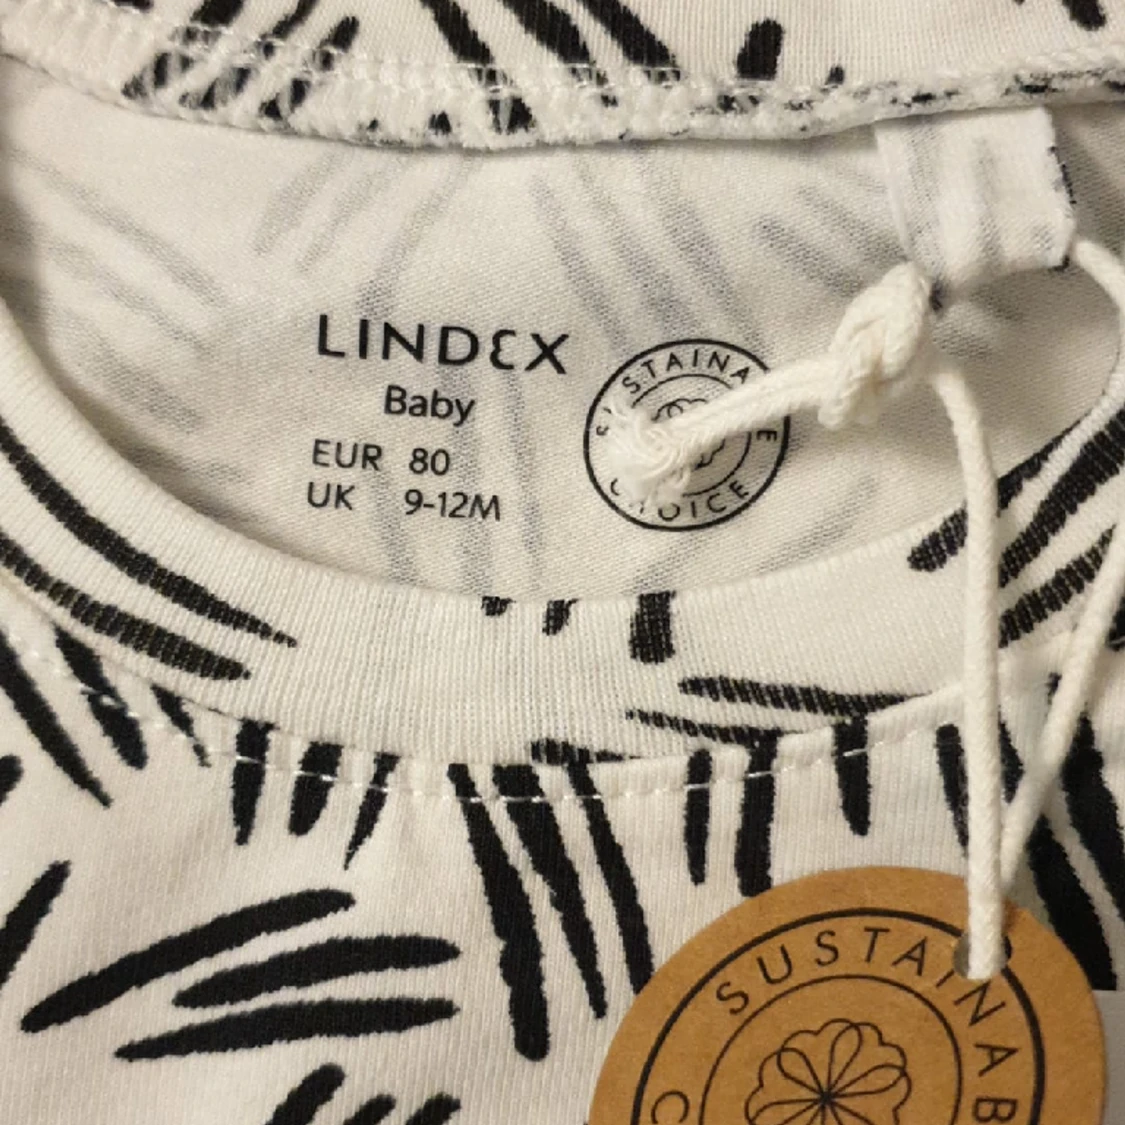 LINDEX
Baby
EUR 80
UK 9-12M
CHOICE